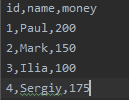 id,name,money
1,Paul,200
2,Mark,150
3,Ilia,100
4,Sergiy,175